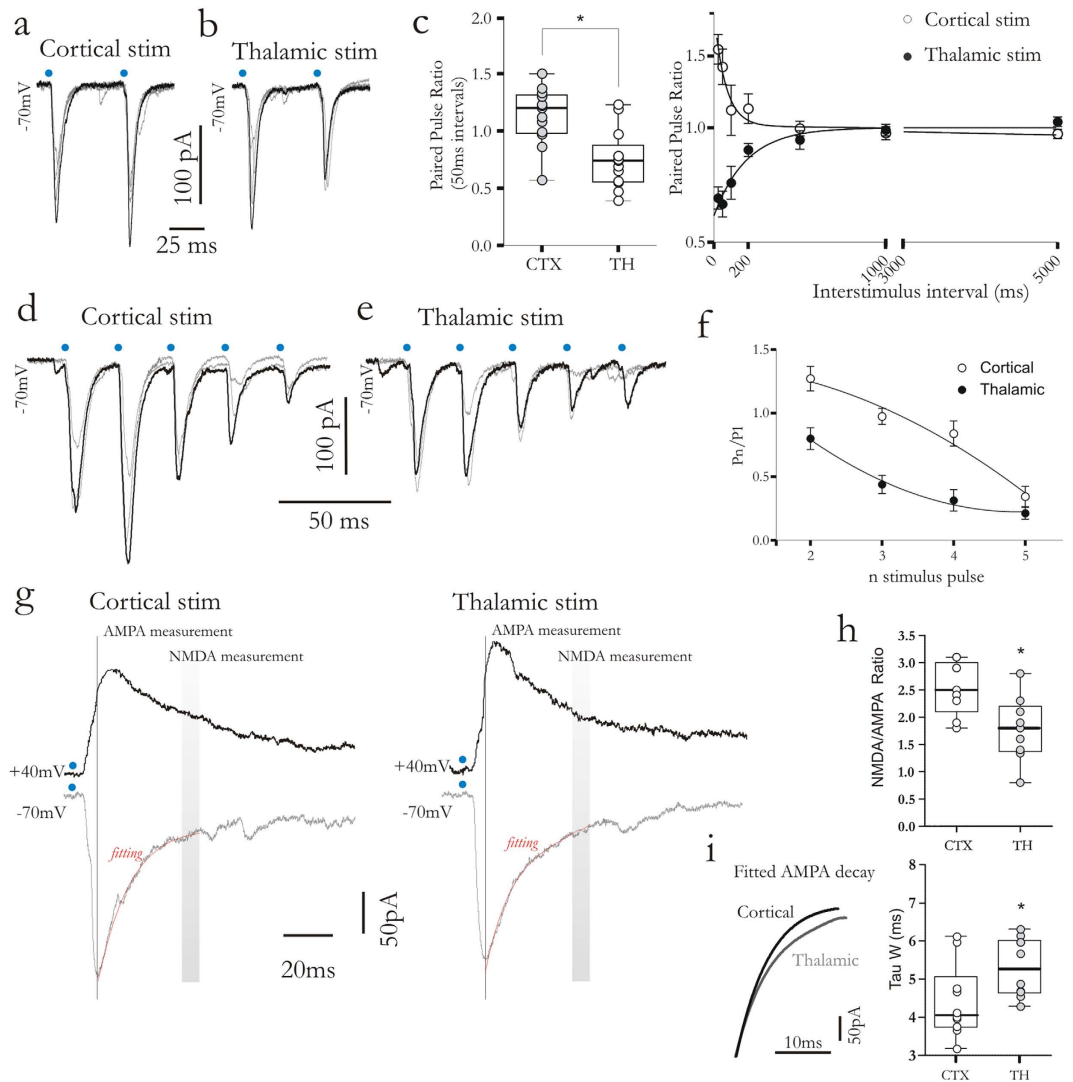 a
Cortical stim
-70mV
100 pA
25 ms
b
Thalamic stim
-70mV
c
*
2.0
1.5
1.0
0.5
0.0
Paired Pulse Ratio
(50ms intervals)
CTX
TH
Cortical stim
Thalamic stim
Paired Pulse Ratio
1.5
1.0
0.5
0
200
1000
3000
5000
Interstimulus interval (ms)
d
Cortical stim
-70mV
100 pA
50 ms
e
Thalamic stim
-70mV
f
Cortical
Thalamic
Pn/P1
1.5
1.0
0.5
0.0
2
3
4
5
n stimulus pulse
g
Cortical stim
AMPA measurement
NMDA measurement
+40mV
-70mV
fitting
20ms
50pA
Thalamic stim
AMPA measurement
NMDA measurement
+40mV
-70mV
fitting
h
*
NMDA/AMPA Ratio
3.5
3.0
2.5
2.0
1.5
1.0
0.5
0.0
CTX
TH
i
Fitted AMPA decay
Cortical
Thalamic
50pA
10ms
*
Tau W (ms)
8
7
6
5
4
3
CTX
TH